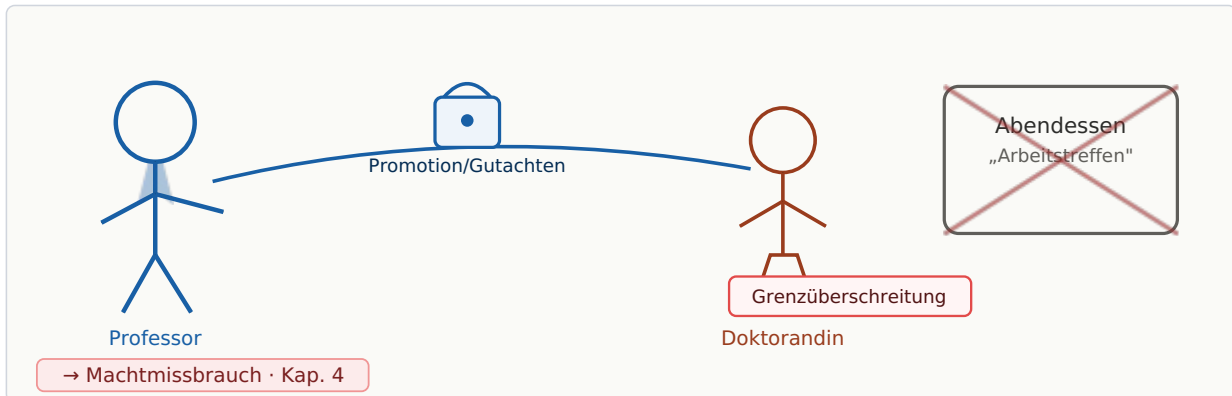 Abendessen
„Arbeitstreffen"
Promotion/Gutachten
Grenzüberschreitung
Professor
Doktorandin
→ Machtmissbrauch · Kap. 4